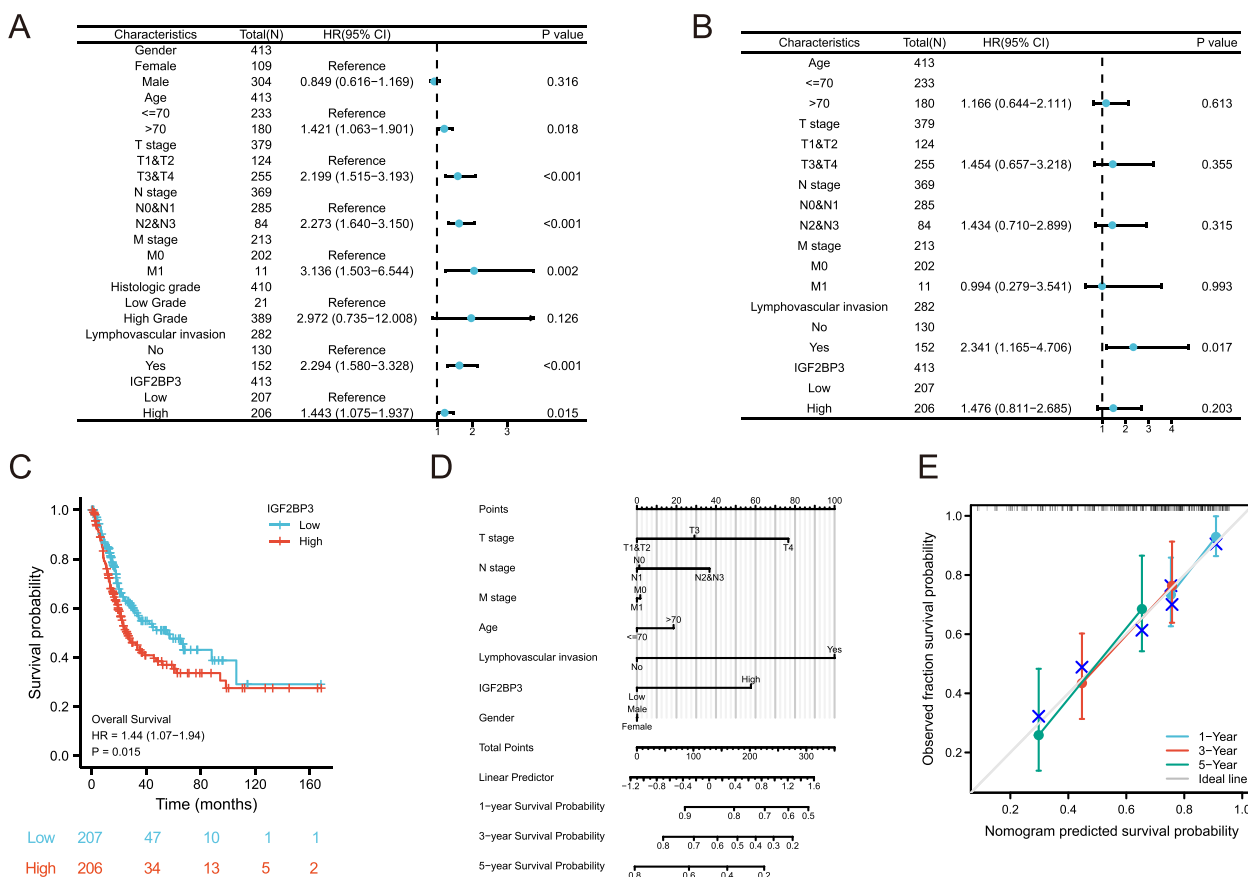 A
Characteristics Total(N) HR(95% CI) P value
Gender 413
Female 109 Reference
Male 304 0.849 (0.616−1.169) 0.316
Age 413
<=70 233 Reference
>70 180 1.421 (1.063−1.901) 0.018
T stage 379
T1&T2 124 Reference
T3&T4 255 2.199 (1.515−3.193) <0.001
N stage 369
N0&N1 285 Reference
N2&N3 84 2.273 (1.640−3.150) <0.001
M stage 213
M0 202 Reference
M1 11 3.136 (1.503−6.544) 0.002
Histologic grade 410
Low Grade 21 Reference
High Grade 389 2.972 (0.735−12.008) 0.126
Lymphovascular invasion 282
No 130 Reference
Yes 152 2.294 (1.580−3.328) <0.001
IGF2BP3 413
Low 207 Reference
High 206 1.443 (1.075−1.937) 0.015
1 2 3
B
Characteristics Total(N) HR(95% CI) P value
Age 413
<=70 233
>70 180 1.166 (0.644−2.111) 0.613
T stage 379
T1&T2 124
T3&T4 255 1.454 (0.657−3.218) 0.355
N stage 369
N0&N1 285
N2&N3 84 1.434 (0.710−2.899) 0.315
M stage 213
M0 202
M1 11 0.994 (0.279−3.541) 0.993
Lymphovascular invasion 282
No 130
Yes 152 2.341 (1.165−4.706) 0.017
IGF2BP3 413
Low 207
High 206 1.476 (0.811−2.685) 0.203
1 2 3 4
C
IGF2BP3
Low
High
Survival probability
1.0
0.8
0.6
0.4
0.2
0.0
Overall Survival
HR = 1.44 (1.07−1.94)
P = 0.015
0 40 80 120 160
Time (months)
Low 207 47 10 1 1
High 206 34 13 5 2
D
Points 0 20 40 60 80 100
T stage T1&T2 T3 T4
N stage N1 N0 N2&N3
M stage M1 M0
Age <=70 >70
Lymphovascular invasion No Yes
IGF2BP3 Low High
Gender Female Male
Total Points 0 100 200 300
Linear Predictor −1.2 −0.4 0 0.4 0.8 1.2 1.6
1−year Survival Probability 0.9 0.8 0.7 0.6 0.5
3−year Survival Probability 0.8 0.7 0.6 0.5 0.4 0.3 0.2
5−year Survival Probability 0.8 0.6 0.4 0.2
E
Observed fraction survival probability
1.0
0.8
0.6
0.4
0.2
1−Year
3−Year
5−Year
Ideal line
0.2 0.4 0.6 0.8 1.0
Nomogram predicted survival probability